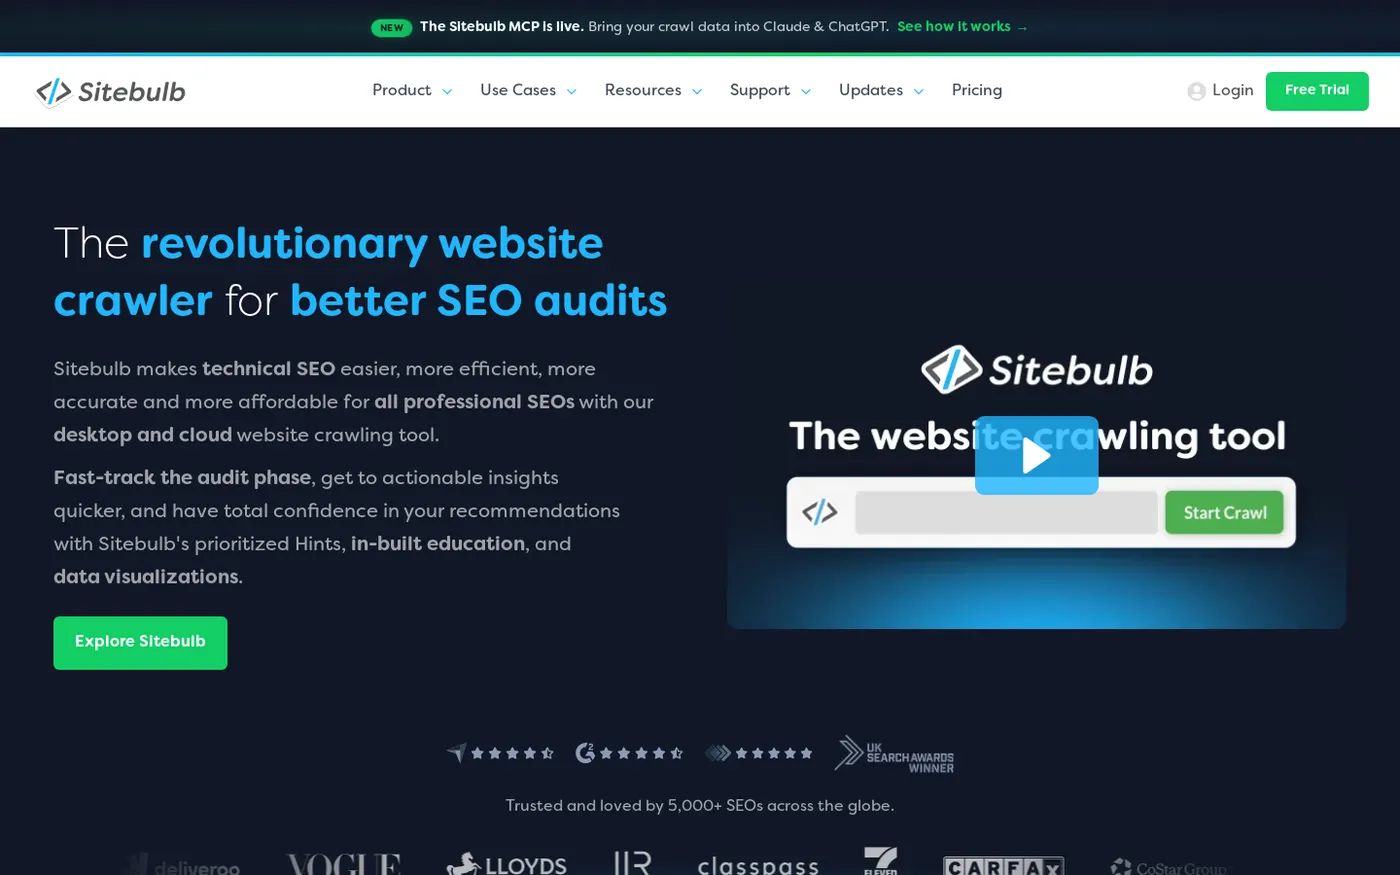 NEW The Sitebulb MCP is live. Bring your crawl data into Claude & ChatGPT. See how it works →
Sitebulb
Product
Use Cases
Resources
Support
Updates
Pricing
Login
Free Trial
The revolutionary website
crawler for better SEO audits
Sitebulb makes technical SEO easier, more efficient, more
accurate and more affordable for all professional SEOs with our
desktop and cloud website crawling tool.
Fast-track the audit phase, get to actionable insights
quicker, and have total confidence in your recommendations
with Sitebulb's prioritized Hints, in-built education, and
data visualizations.
Explore Sitebulb
Sitebulb
The website crawling tool
Start Crawl
G2
UK
SEARCH AWARDS
WINNER
Trusted and loved by 5,000+ SEOs across the globe.
deliveroo
VOGUE
LLOYDS
classpass
7
ELEVEN
CARFAX
CoStar Group